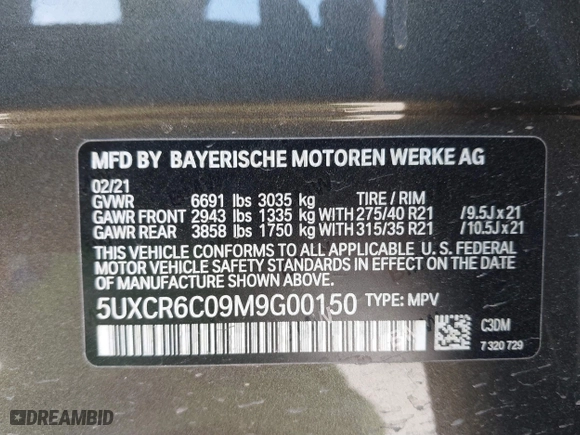 MFD BY BAYERISCHE MOTOREN WERKE AG
02/21
GVWR 6691 lbs 3035 kg TIRE / RIM
GAWR FRONT 2943 lbs 1335 kg WITH 275/40 R21 /9.5J x 21
GAWR REAR 3858 lbs 1750 kg WITH 315/35 R21 /10.5J x 21
THIS VEHICLE CONFORMS TO ALL APPLICABLE U. S. FEDERAL
MOTOR VEHICLE SAFETY STANDARDS IN EFFECT ON THE
DATE OF MANUFACTURE SHOWN ABOVE:
5UXCR6C09M9G00150 TYPE: MPV
C3DM
7 320 729
DREAMBID